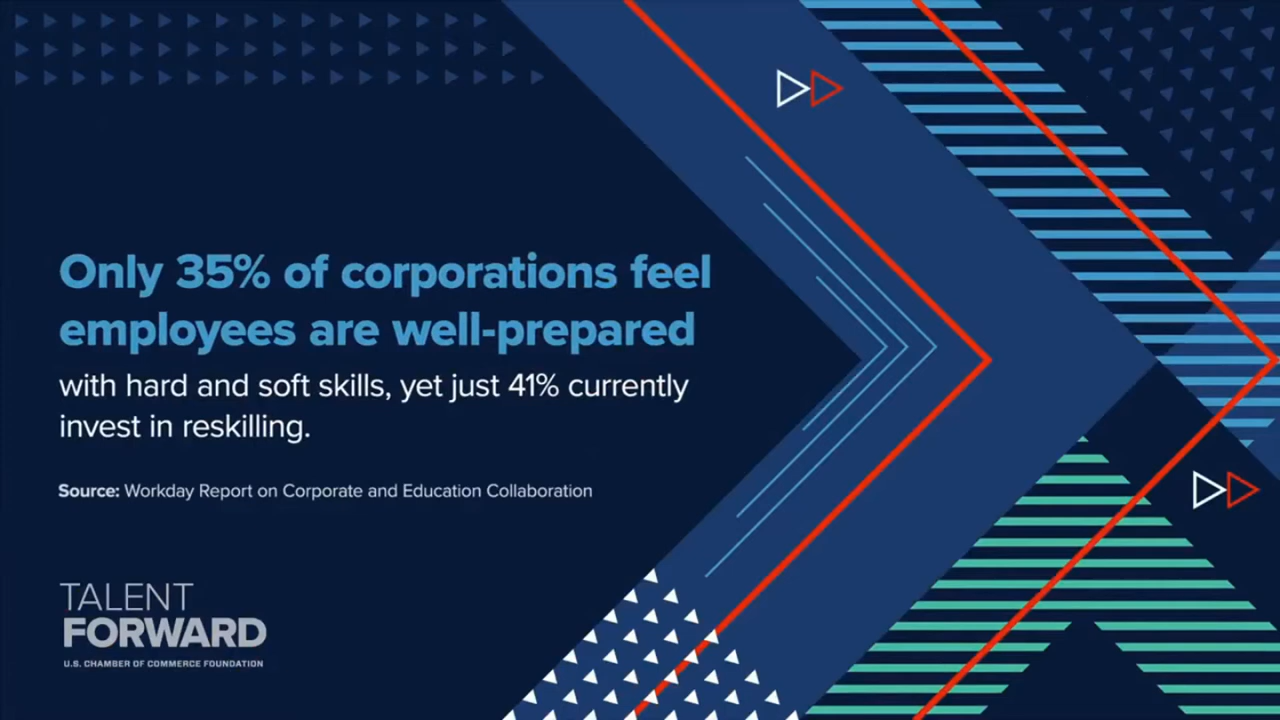 Only 35% of corporations feel
employees are well-prepared
with hard and soft skills, yet just 41% currently
invest in reskilling.
Source: Workday Report on Corporate and Education Collaboration
TALENT
FORWARD
U.S. CHAMBER OF COMMERCE FOUNDATION